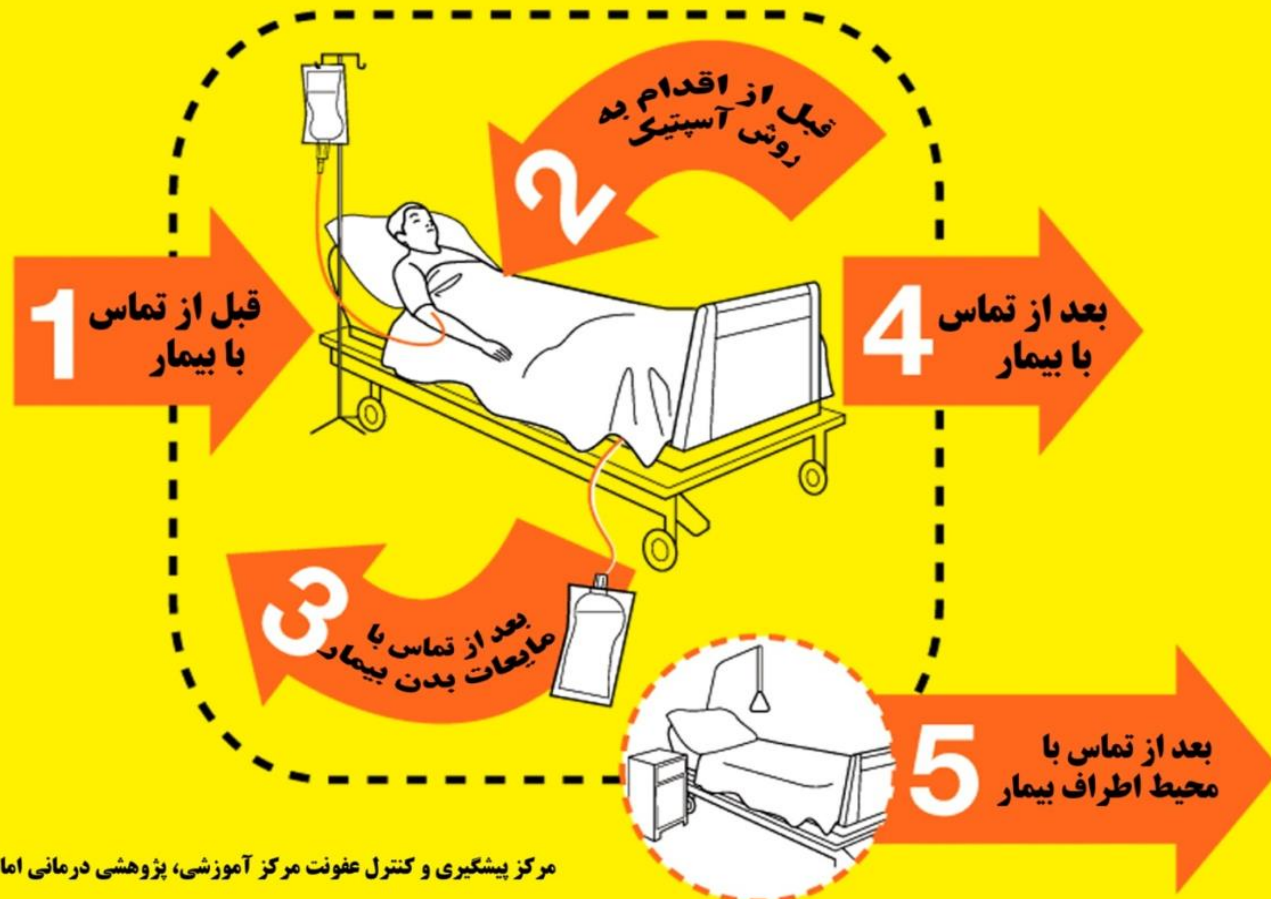 1
قبل از تماس
با بیمار
2
قبل از اقدام به
روش آسپتیک
3
بعد از تماس با
مایعات بدن بیمار
4
بعد از تماس
با بیمار
5
بعد از تماس با
محیط اطراف بیمار
مرکز پیشگیری و کنترل عفونت مرکز آموزشی، پژوهشی درمانی